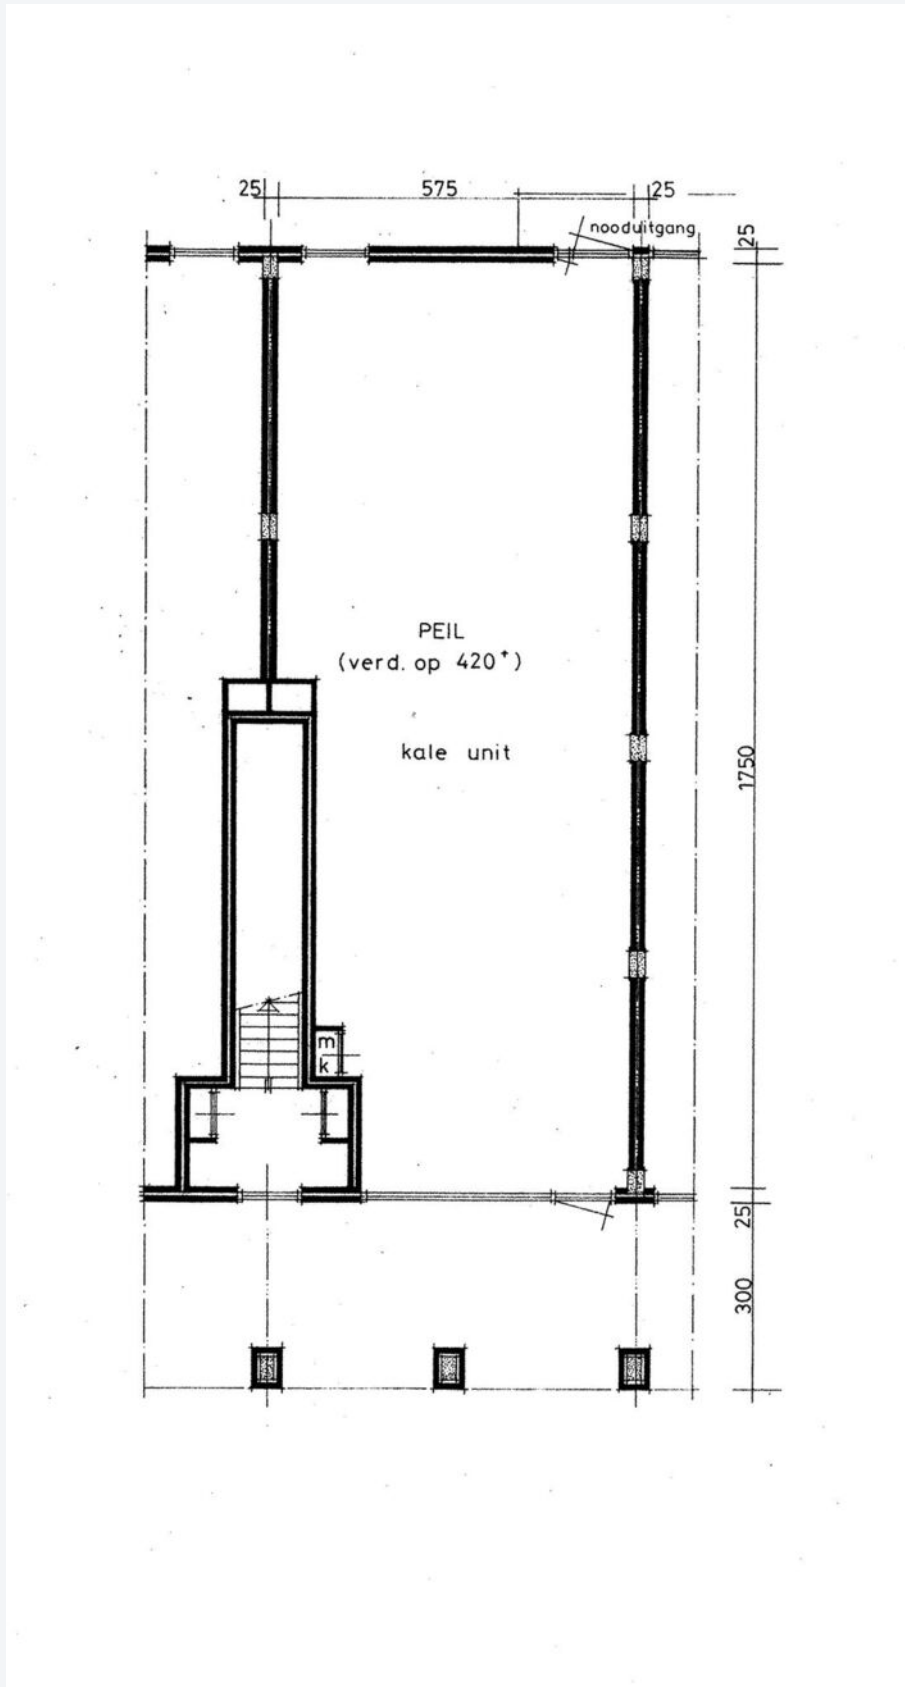 25 575 25
nooduitgang
25
PEIL
(verd. op 420⁺)
kale unit
1750
m
k
25
300